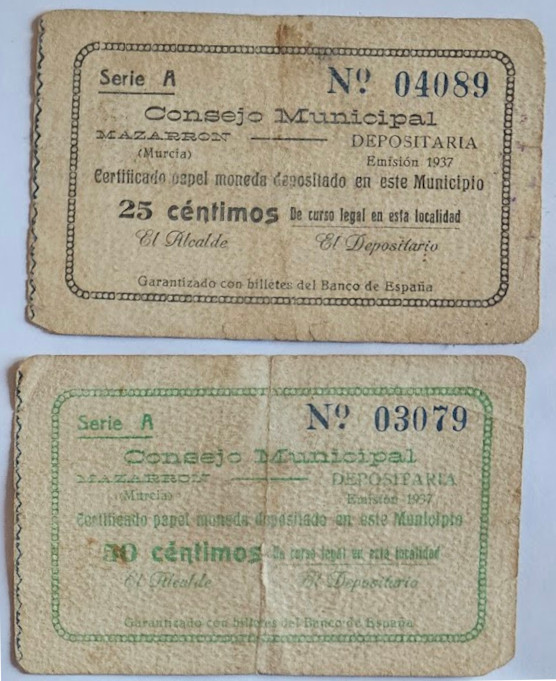 Serie A Nº 04089
Consejo Municipal
MAZARRON DEPOSITARIA
(Murcia) Emisión 1937
Certificado papel moneda depositado en este Municipio
25 céntimos De curso legal en esta localidad
El Alcalde El Depositario
Garantizado con billetes del Banco de España
Serie A Nº 03079
Consejo Municipal
MAZARRON DEPOSITARIA
(Murcia) Emisión 1937
Certificado papel moneda depositado en este Municipio
50 céntimos De curso legal en esta localidad
El Alcalde El Depositario
Garantizado con billetes del Banco de España